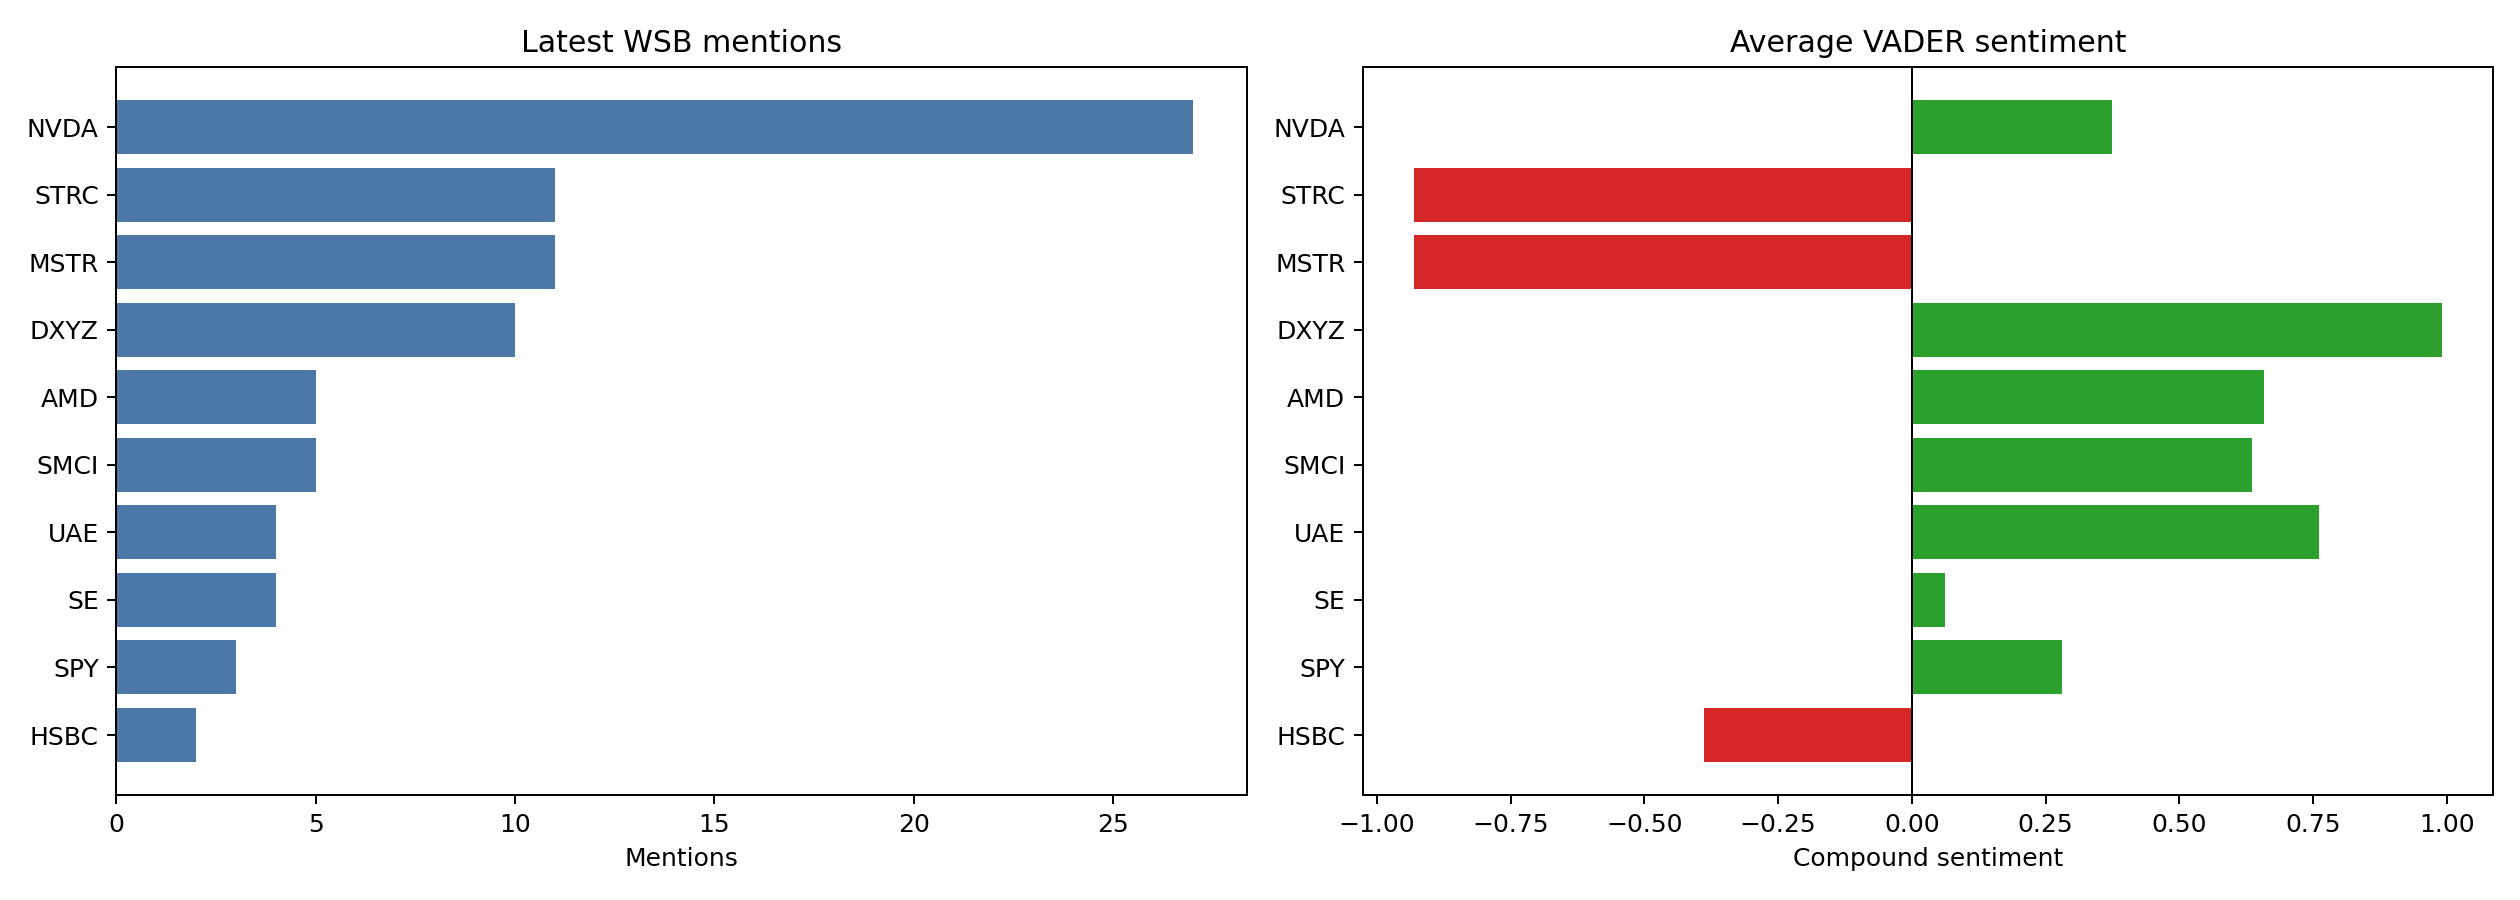 Latest WSB mentions
NVDA
STRC
MSTR
DXYZ
AMD
SMCI
UAE
SE
SPY
HSBC
0 5 10 15 20 25
Mentions
Average VADER sentiment
NVDA
STRC
MSTR
DXYZ
AMD
SMCI
UAE
SE
SPY
HSBC
−1.00 −0.75 −0.50 −0.25 0.00 0.25 0.50 0.75 1.00
Compound sentiment